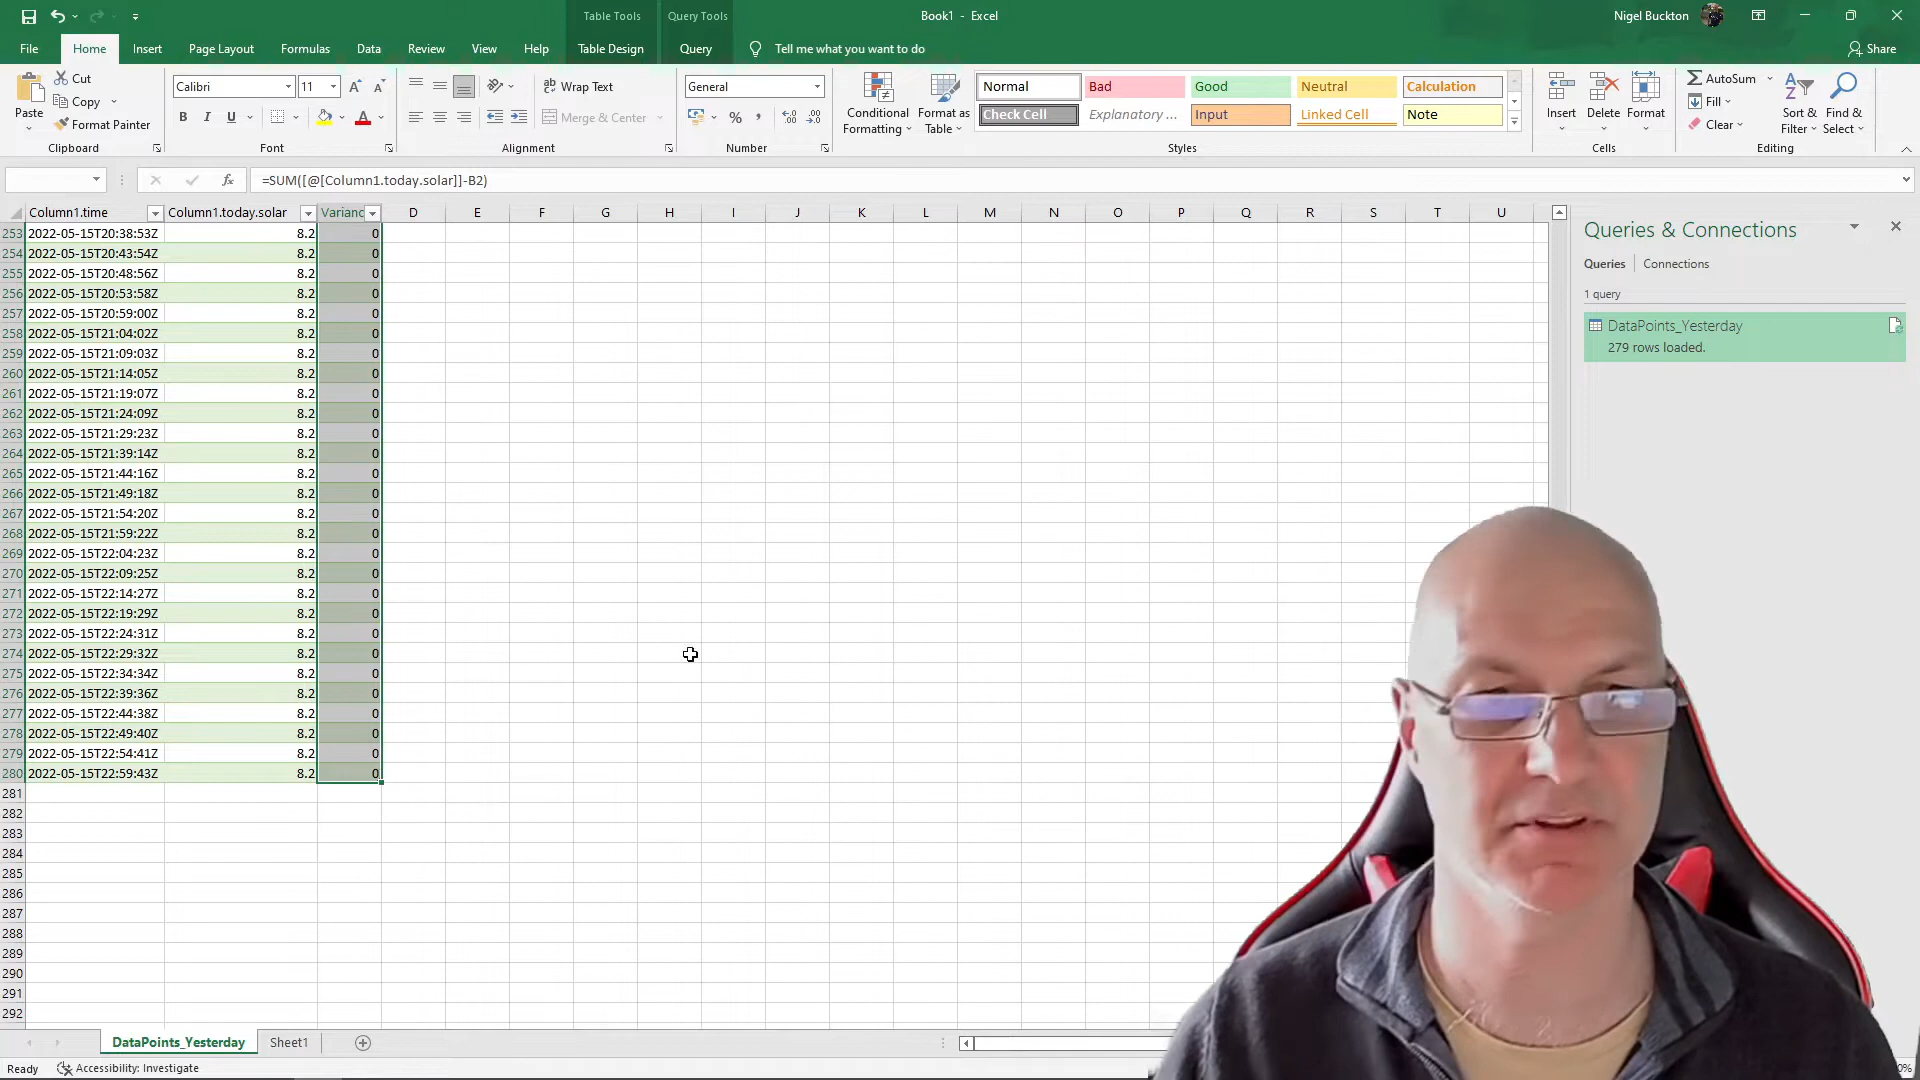 Table Tools
Query Tools
Book1 - Excel
Nigel Buckton
File
Home
Insert
Page Layout
Formulas
Data
Review
View
Help
Table Design
Query
Tell me what you want to do
Share
Paste
Cut
Copy
Format Painter
Clipboard
Calibri
11
B I U
Font
Wrap Text
Merge & Center
Alignment
General
Number
Conditional Formatting
Format as Table
Normal
Bad
Good
Neutral
Calculation
Check Cell
Explanatory ...
Input
Linked Cell
Note
Styles
Insert
Delete
Format
Cells
AutoSum
Fill
Clear
Sort & Filter
Find & Select
Editing
fx
=SUM([@[Column1.today.solar]]-B2)
Column1.time Column1.today.solar Varianc D E F G H I J K L M N O P Q R S T U
253 2022-05-15T20:38:53Z 8.2 0
254 2022-05-15T20:43:54Z 8.2 0
255 2022-05-15T20:48:56Z 8.2 0
256 2022-05-15T20:53:58Z 8.2 0
257 2022-05-15T20:59:00Z 8.2 0
258 2022-05-15T21:04:02Z 8.2 0
259 2022-05-15T21:09:03Z 8.2 0
260 2022-05-15T21:14:05Z 8.2 0
261 2022-05-15T21:19:07Z 8.2 0
262 2022-05-15T21:24:09Z 8.2 0
263 2022-05-15T21:29:23Z 8.2 0
264 2022-05-15T21:39:14Z 8.2 0
265 2022-05-15T21:44:16Z 8.2 0
266 2022-05-15T21:49:18Z 8.2 0
267 2022-05-15T21:54:20Z 8.2 0
268 2022-05-15T21:59:22Z 8.2 0
269 2022-05-15T22:04:23Z 8.2 0
270 2022-05-15T22:09:25Z 8.2 0
271 2022-05-15T22:14:27Z 8.2 0
272 2022-05-15T22:19:29Z 8.2 0
273 2022-05-15T22:24:31Z 8.2 0
274 2022-05-15T22:29:32Z 8.2 0
275 2022-05-15T22:34:34Z 8.2 0
276 2022-05-15T22:39:36Z 8.2 0
277 2022-05-15T22:44:38Z 8.2 0
278 2022-05-15T22:49:40Z 8.2 0
279 2022-05-15T22:54:41Z 8.2 0
280 2022-05-15T22:59:43Z 8.2 0
281
282
283
284
285
286
287
288
289
290
291
292
Queries & Connections
Queries
Connections
1 query
DataPoints_Yesterday
279 rows loaded.
DataPoints_Yesterday
Sheet1
Ready
Accessibility: Investigate